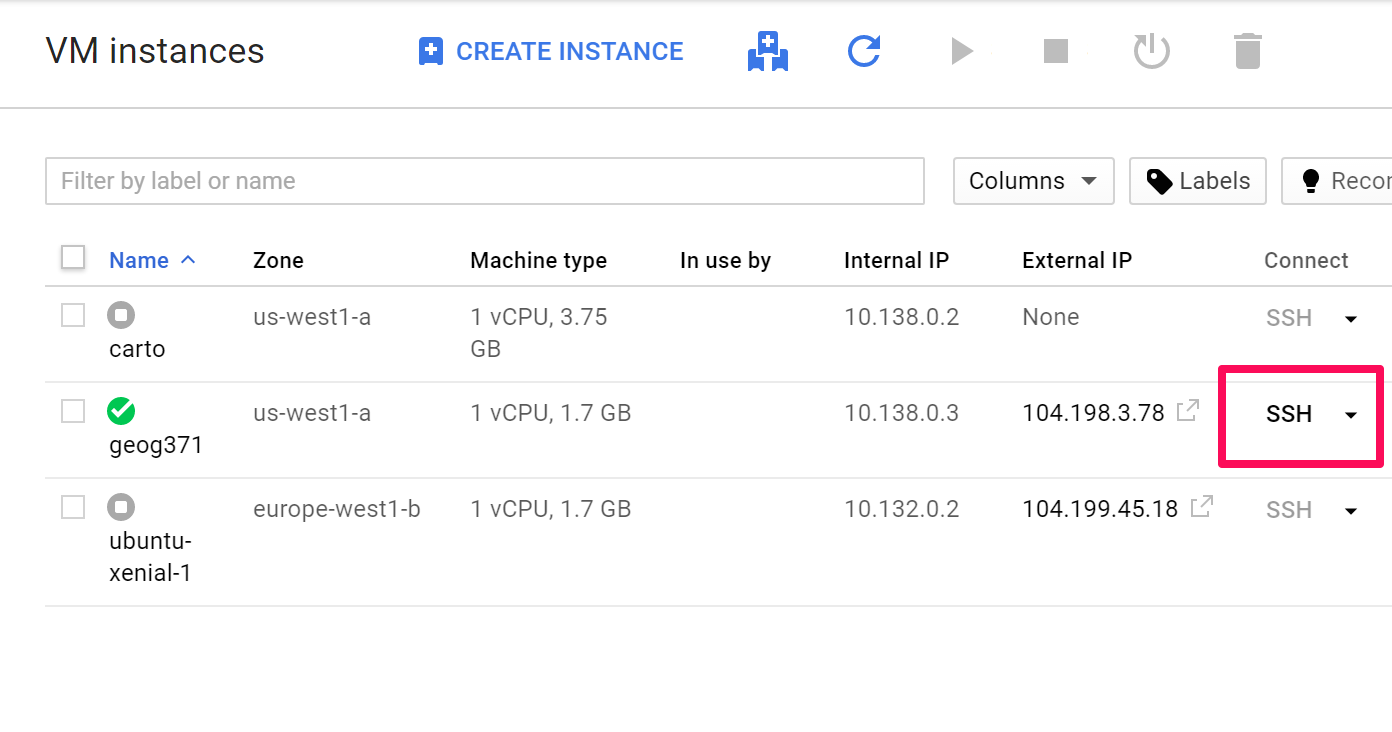 VM instances
CREATE INSTANCE
Filter by label or name
Columns
Labels
Recor
Name Zone Machine type In use by Internal IP External IP Connect
carto us-west1-a 1 vCPU, 3.75 GB 10.138.0.2 None SSH
geog371 us-west1-a 1 vCPU, 1.7 GB 10.138.0.3 104.198.3.78 SSH
ubuntu-xenial-1 europe-west1-b 1 vCPU, 1.7 GB 10.132.0.2 104.199.45.18 SSH